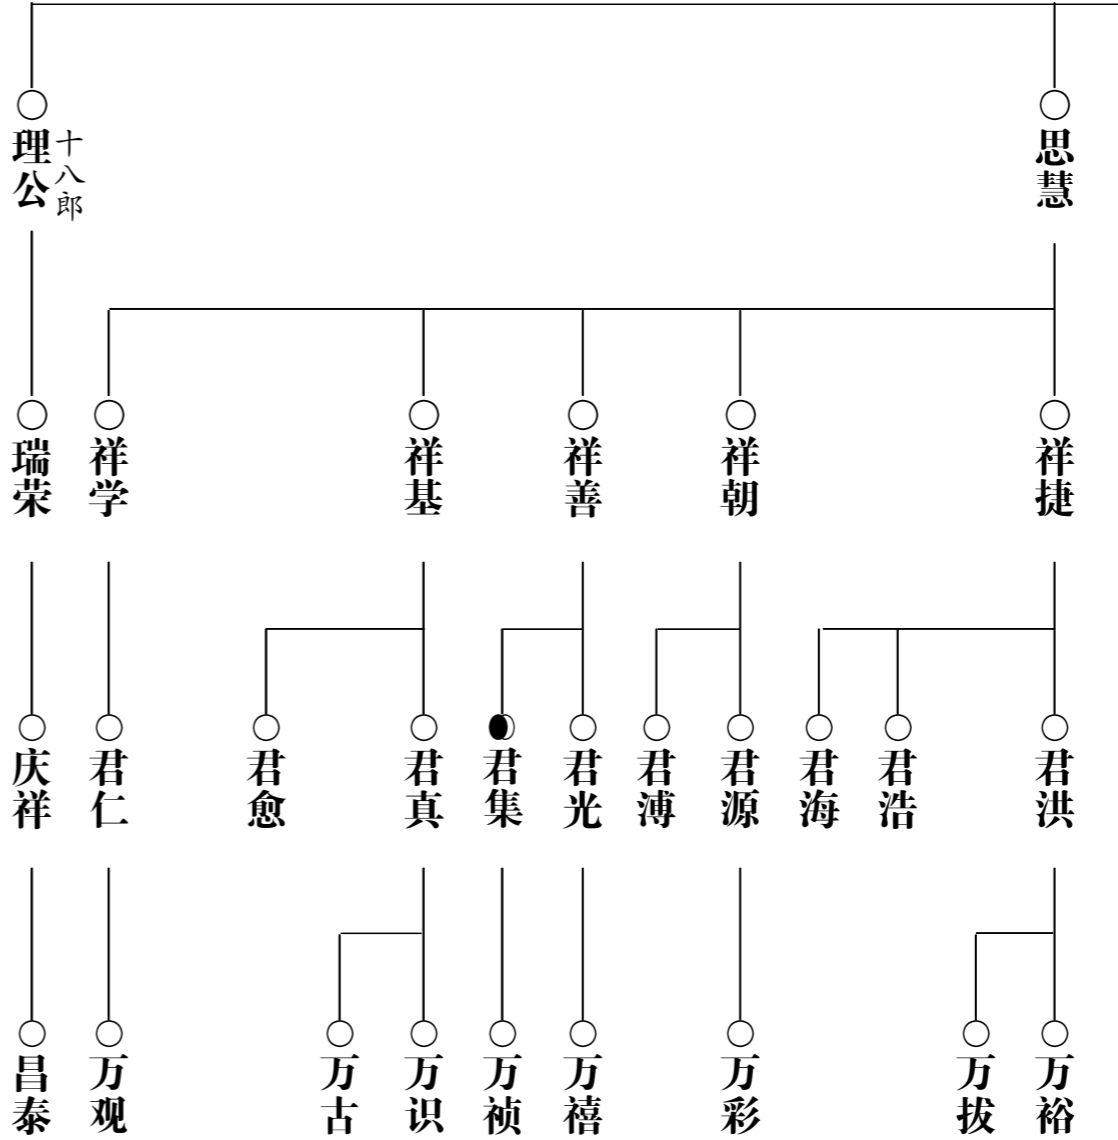 思慧
理公
十八郎
祥捷
祥朝
祥善
祥基
祥学
瑞荣
君洪
君浩
君海
君源
君溥
君光
君集
君真
君愈
君仁
庆祥
万裕
万拔
万彩
万禧
万祯
万识
万古
万观
昌泰